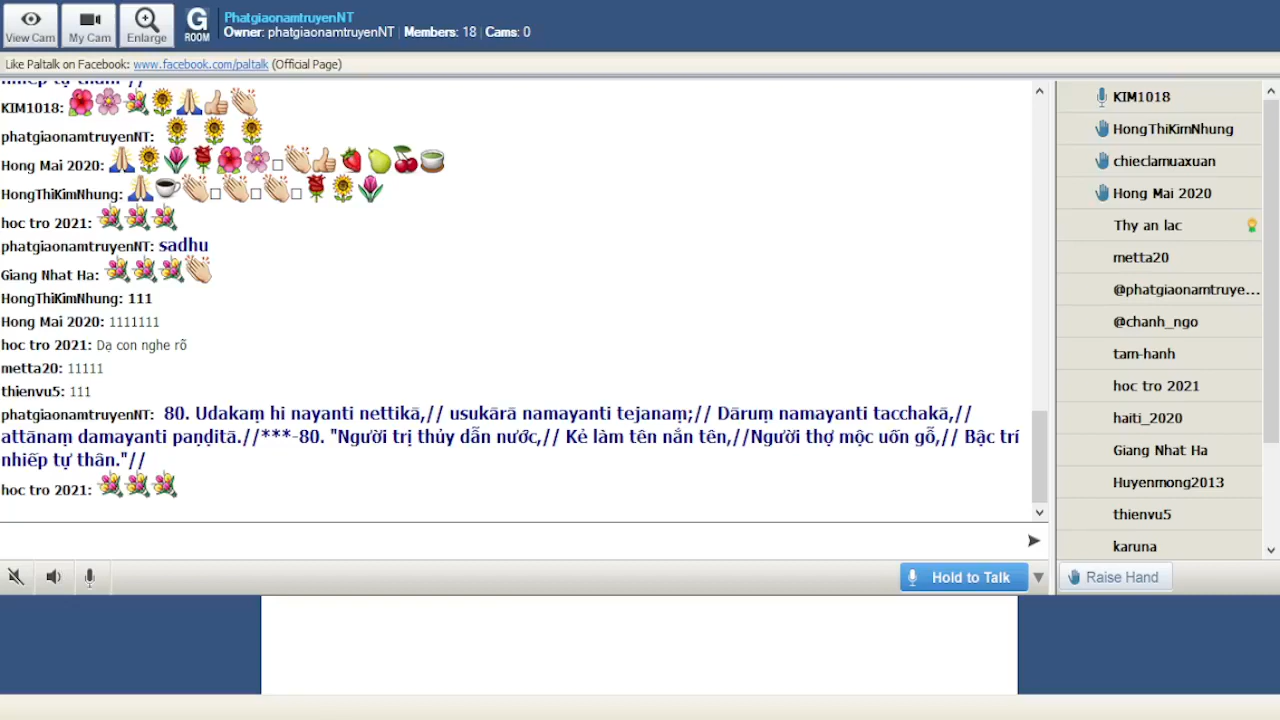 View Cam
My Cam
Enlarge
G
ROOM
PhatgiaonamtruyenNT
Owner: phatgiaonamtruyenNT | Members: 18 | Cams: 0
Like Paltalk on Facebook: www.facebook.com/paltalk (Official Page)
KIM1018:
phatgiaonamtruyenNT:
Hong Mai 2020:
HongThiKimNhung:
hoc tro 2021:
phatgiaonamtruyenNT: sadhu
Giang Nhat Ha:
HongThiKimNhung: 111
Hong Mai 2020: 1111111
hoc tro 2021: Dạ con nghe rõ
metta20: 11111
thienvu5: 111
phatgiaonamtruyenNT: 80. Udakaṃ hi nayanti nettikā,// usukārā namayanti tejanaṃ;// Dāruṃ namayanti tacchakā,//
attānaṃ damayanti paṇḍitā.//***-80. "Người trị thủy dẫn nước,// Kẻ làm tên nắn tên,//Người thợ mộc uốn gỗ,// Bậc trí
nhiếp tự thân."//
hoc tro 2021:
Hold to Talk
KIM1018
HongThiKimNhung
chieclamuaxuan
Hong Mai 2020
Thy an lac
metta20
@phatgiaonamtruye...
@chanh_ngo
tam-hanh
hoc tro 2021
haiti_2020
Giang Nhat Ha
Huyenmong2013
thienvu5
karuna
Raise Hand